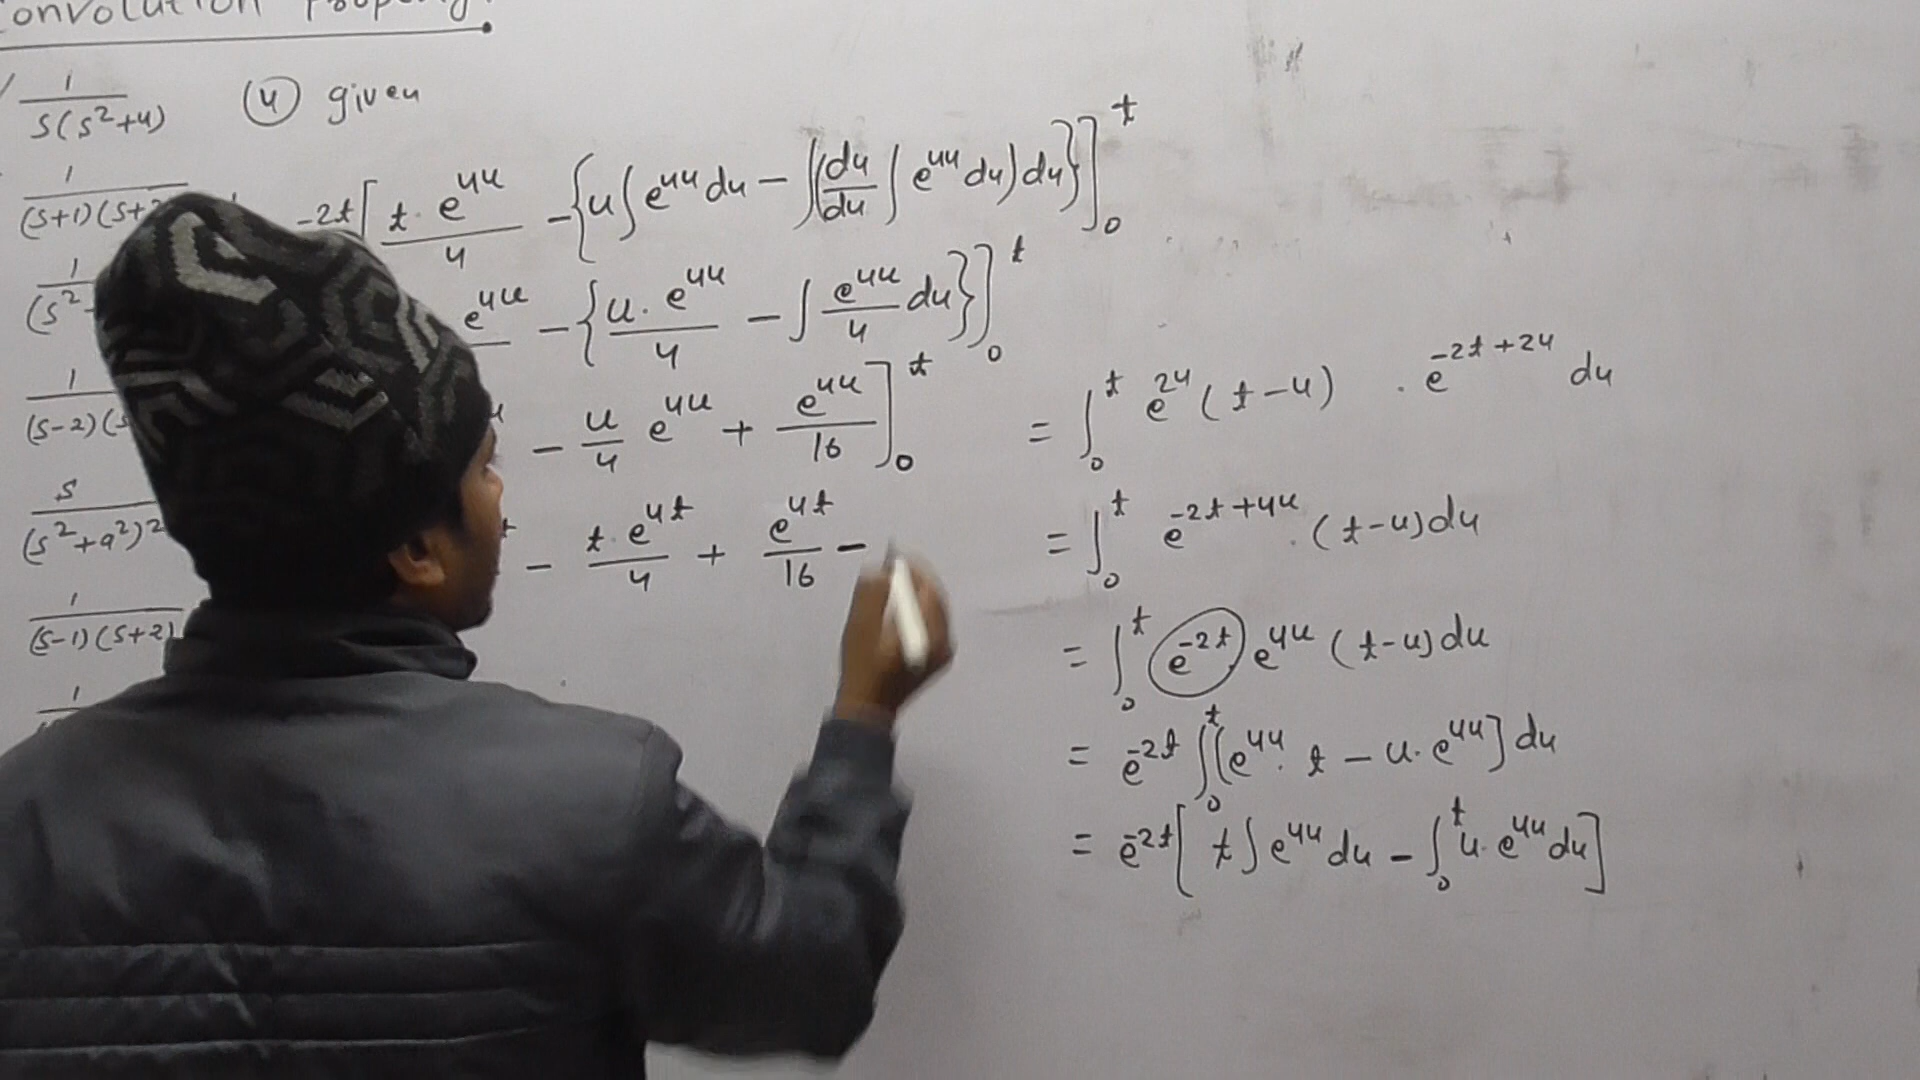 Convolution Property:
1/(s(s²+4)) (4) given
1/((s+1)(s+
1/(s²
1/((s-2)(s
s/(s²+a²)²
1/((s-1)(s+2)
1
-2t [ t·e^{4u}/4 - {u∫e^{4u}du - ∫(du/du ∫e^{4u}du)du}]₀^t
e^{4u} - {u·e^{4u}/4 - ∫e^{4u}/4 du}]₀^t
- u/4 e^{4u} + e^{4u}/16]₀^t
- t·e^{4t}/4 + e^{4t}/16 -
= ∫₀^t e^{2u}(t-u) · e^{-2t+2u} du
= ∫₀^t e^{-2t+4u}·(t-u)du
= ∫₀^t e^{-2t} e^{4u}(t-u)du
= e^{-2t} ∫₀^t [e^{4u}·t - u·e^{4u}]du
= e^{-2t}[t∫e^{4u}du - ∫₀^t u·e^{4u}du]